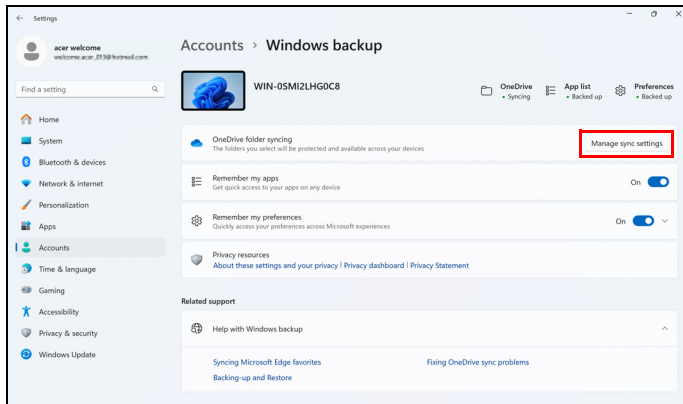 Settings
acer welcome
welcome.acer_015@hotmail.com
Find a setting
Home
System
Bluetooth & devices
Network & internet
Personalization
Apps
Accounts
Time & language
Gaming
Accessibility
Privacy & security
Windows Update
Accounts > Windows backup
WIN-0SMI2LHG0C8
OneDrive
• Syncing
App list
• Backed up
Preferences
• Backed up
OneDrive folder syncing
The folders you select will be protected and available across your devices
Manage sync settings
Remember my apps
Get quick access to your apps on any device
On
Remember my preferences
Quickly access your preferences across Microsoft experiences
On
Privacy resources
About these settings and your privacy | Privacy dashboard | Privacy Statement
Related support
Help with Windows backup
Syncing Microsoft Edge favorites
Fixing OneDrive sync problems
Backing-up and Restore